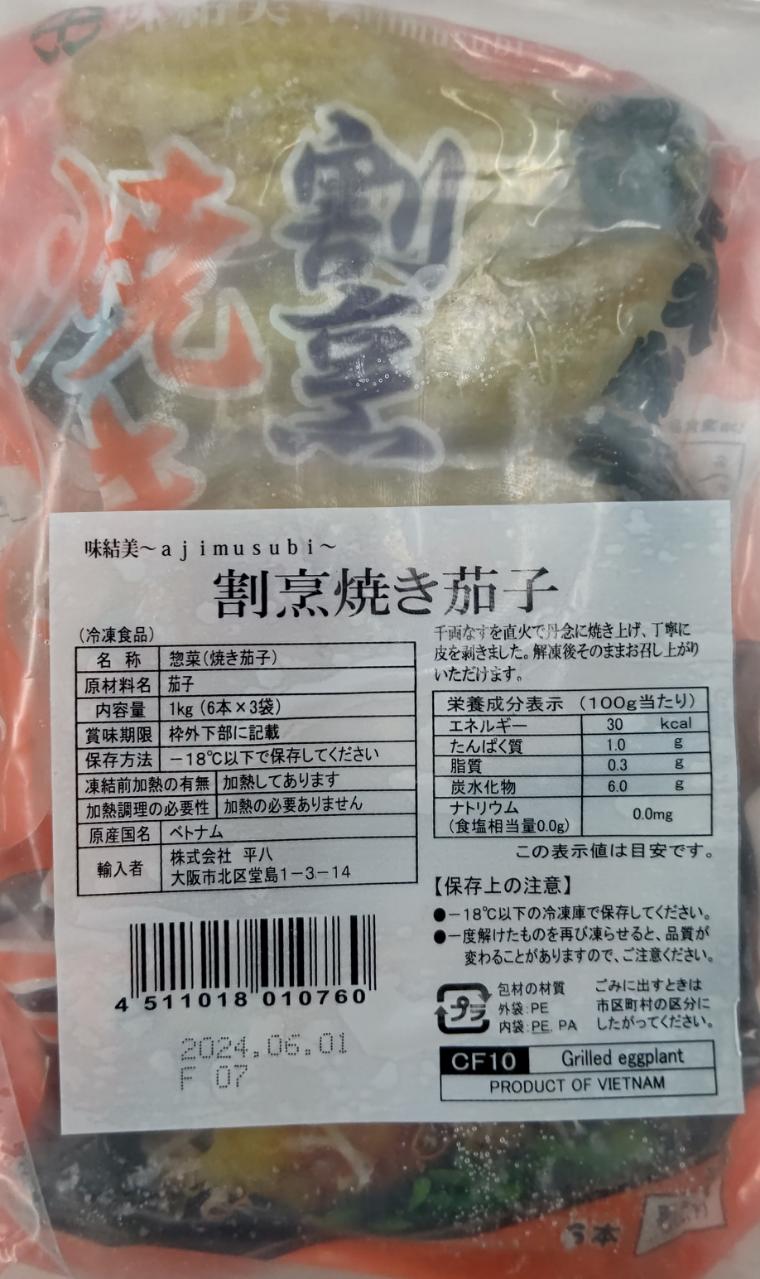 味結美 Ajimusubi
割烹
焼き
味結美～ajimusubi～
割烹焼き茄子
(冷凍食品)
名 称 惣菜(焼き茄子)
原材料名 茄子
内容量 1kg (6本×3袋)
賞味期限 枠外下部に記載
保存方法 －18℃以下で保存してください
凍結前加熱の有無 加熱してあります
加熱調理の必要性 加熱の必要ありません
原産国名 ベトナム
輸入者 株式会社 平八
大阪市北区堂島1－3－14
4 511018 010760
2024.06.01
F 07
千両なすを直火で丹念に焼き上げ、丁寧に
皮を剥きました。解凍後そのままお召し上がり
いただけます。
栄養成分表示 (100g当たり)
エネルギー 30 kcal
たんぱく質 1.0 g
脂質 0.3 g
炭水化物 6.0 g
ナトリウム
(食塩相当量0.0g) 0.0mg
この表示値は目安です。
【保存上の注意】
●－18℃以下の冷凍庫で保存してください。
●一度解けたものを再び凍らせると、品質が
変わることがありますので、ご注意ください。
プラ
包材の材質
外袋:PE
内袋:PE, PA
ごみに出すときは
市区町村の区分に
したがってください。
CF10 Grilled eggplant
PRODUCT OF VIETNAM